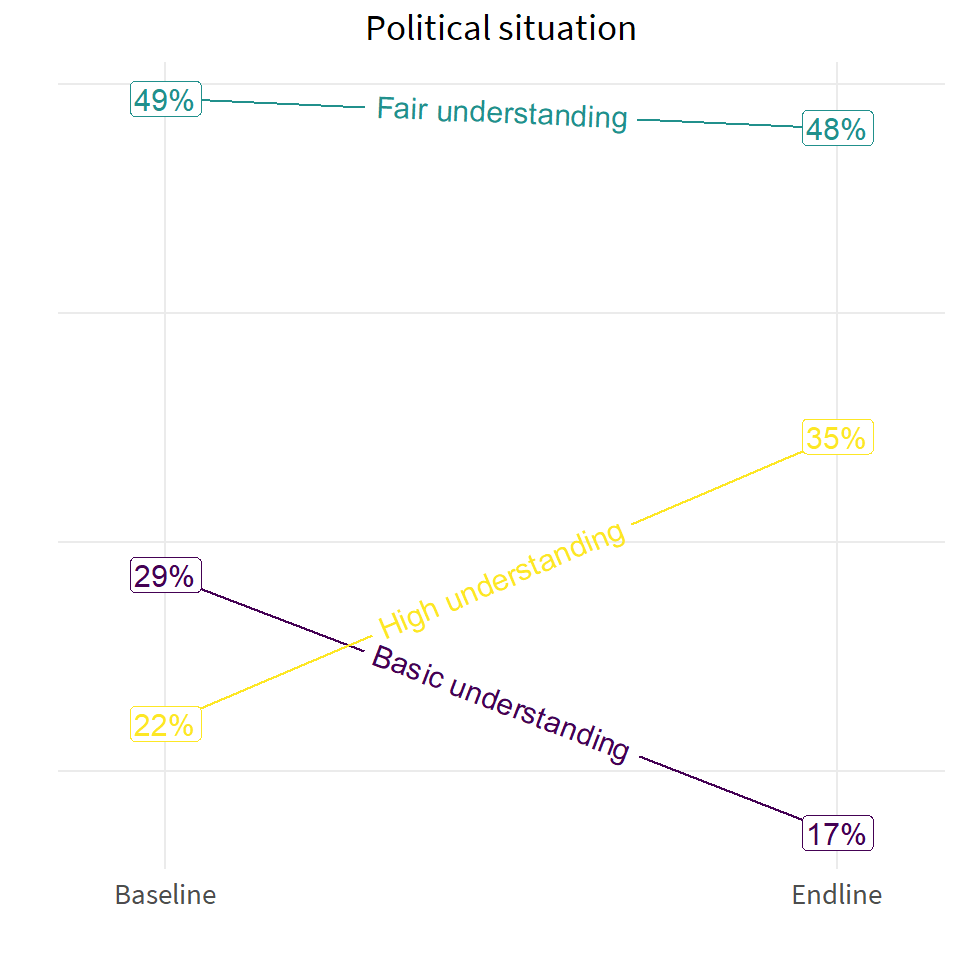 Political situation
49%
Fair understanding
48%
35%
29%
High understanding
Basic understanding
22%
17%
Baseline
Endline